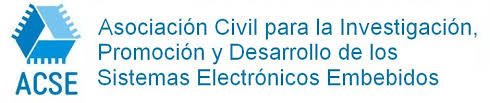 Asociación Civil para la Investigación,
Promoción y Desarrollo de los
Sistemas Electrónicos Embebidos
ACSE